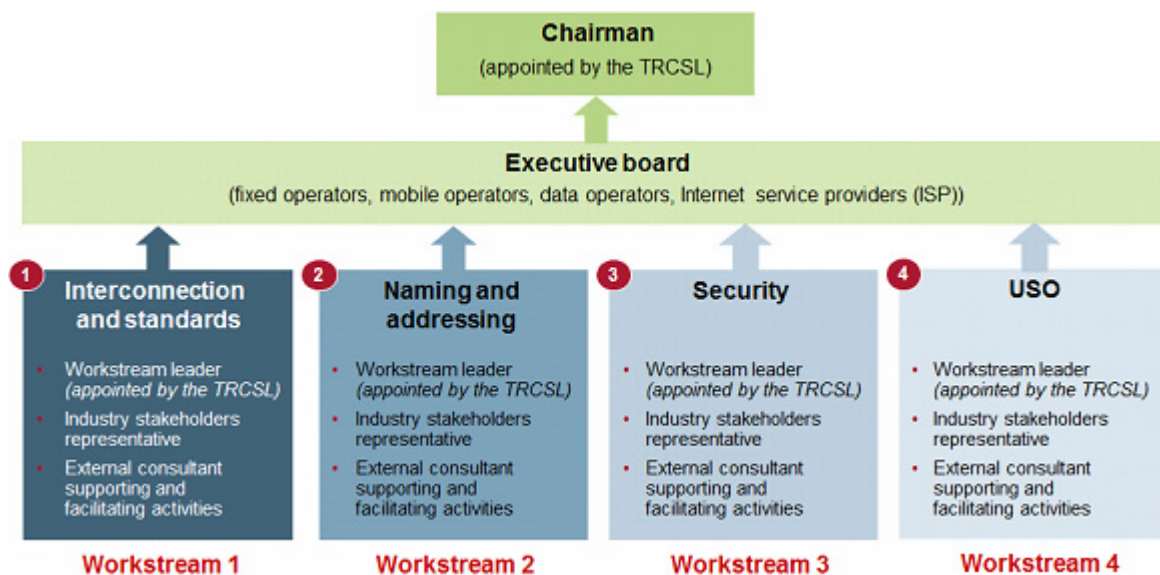 Chairman
(appointed by the TRCSL)
Executive board
(fixed operators, mobile operators, data operators, Internet service providers (ISP))
1
Interconnection
and standards
• Workstream leader
(appointed by the TRCSL)
• Industry stakeholders
representative
• External consultant
supporting and
facilitating activities
Workstream 1
2
Naming and
addressing
• Workstream leader
(appointed by the TRCSL)
• Industry stakeholders
representative
• External consultant
supporting and
facilitating activities
Workstream 2
3
Security
• Workstream leader
(appointed by the TRCSL)
• Industry stakeholders
representative
• External consultant
supporting and
facilitating activities
Workstream 3
4
USO
• Workstream leader
(appointed by the TRCSL)
• Industry stakeholders
representative
• External consultant
supporting and
facilitating activities
Workstream 4